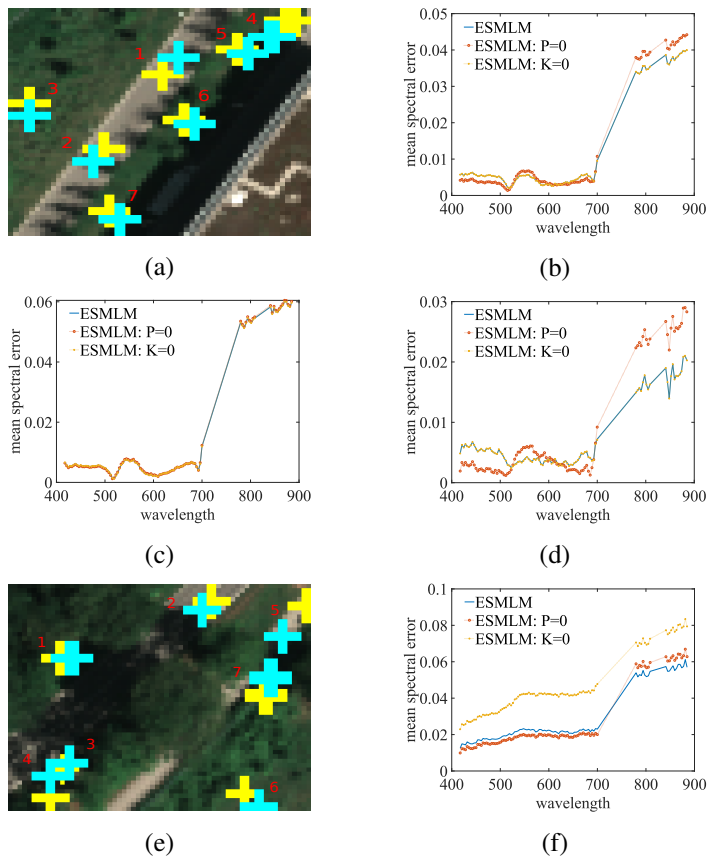 4
5
1
3
6
2
7
(a)
0.05
0.04
0.03
0.02
0.01
0
mean spectral error
ESMLM
ESMLM: P=0
ESMLM: K=0
400 500 600 700 800 900
wavelength
(b)
0.06
0.04
0.02
0
mean spectral error
ESMLM
ESMLM: P=0
ESMLM: K=0
400 500 600 700 800 900
wavelength
(c)
0.03
0.02
0.01
0
mean spectral error
ESMLM
ESMLM: P=0
ESMLM: K=0
400 500 600 700 800 900
wavelength
(d)
2
5
1
7
3
4
6
(e)
0.1
0.08
0.06
0.04
0.02
0
mean spectral error
ESMLM
ESMLM: P=0
ESMLM: K=0
400 500 600 700 800 900
wavelength
(f)